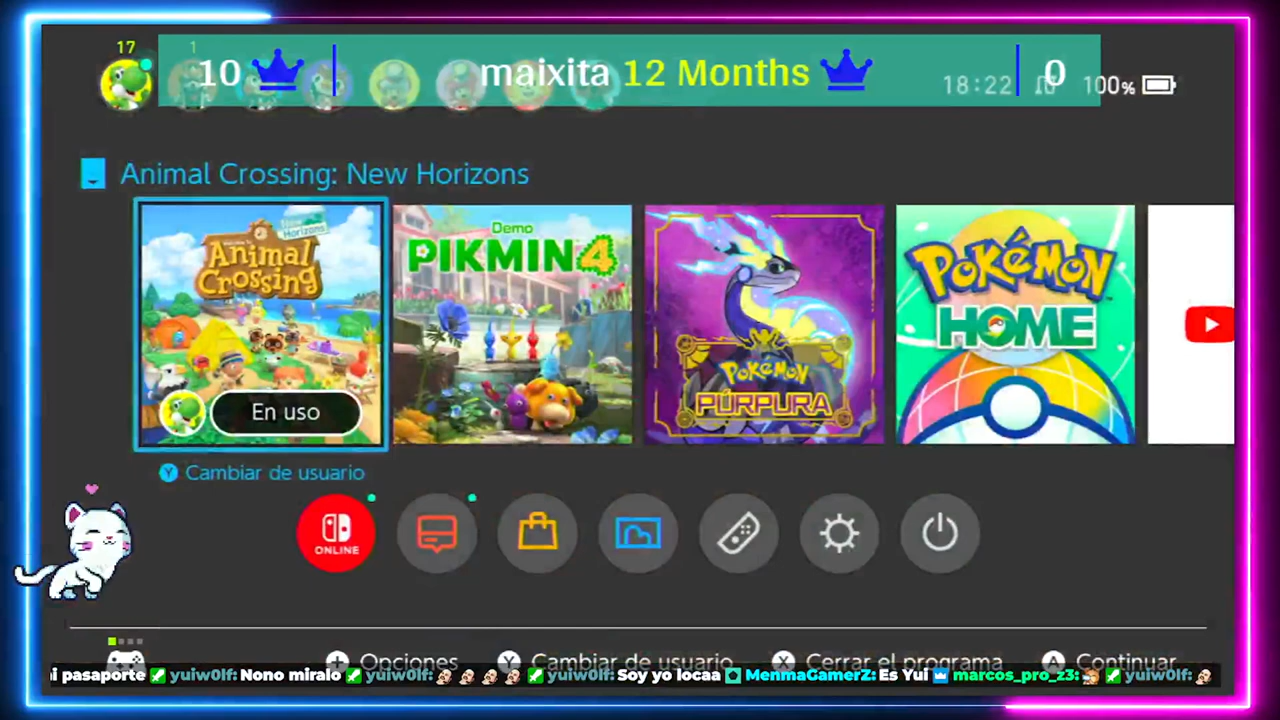 17
1
10 maixita 12 Months 0
18:22 100%
Animal Crossing: New Horizons
New Horizons
Animal Crossing
En uso
Demo
PIKMIN 4
POKÉMON
PÚRPURA
POKÉMON
HOME
Y Cambiar de usuario
ONLINE
+ Opciones Y Cambiar de usuario X Cerrar el programa A Continuar
i pasaporte yuiw0lf: Nono miralo yuiw0lf: yuiw0lf: Soy yo locaa MenmaGamerZ: Es Yui marcos_pro_z3: yuiw0lf: